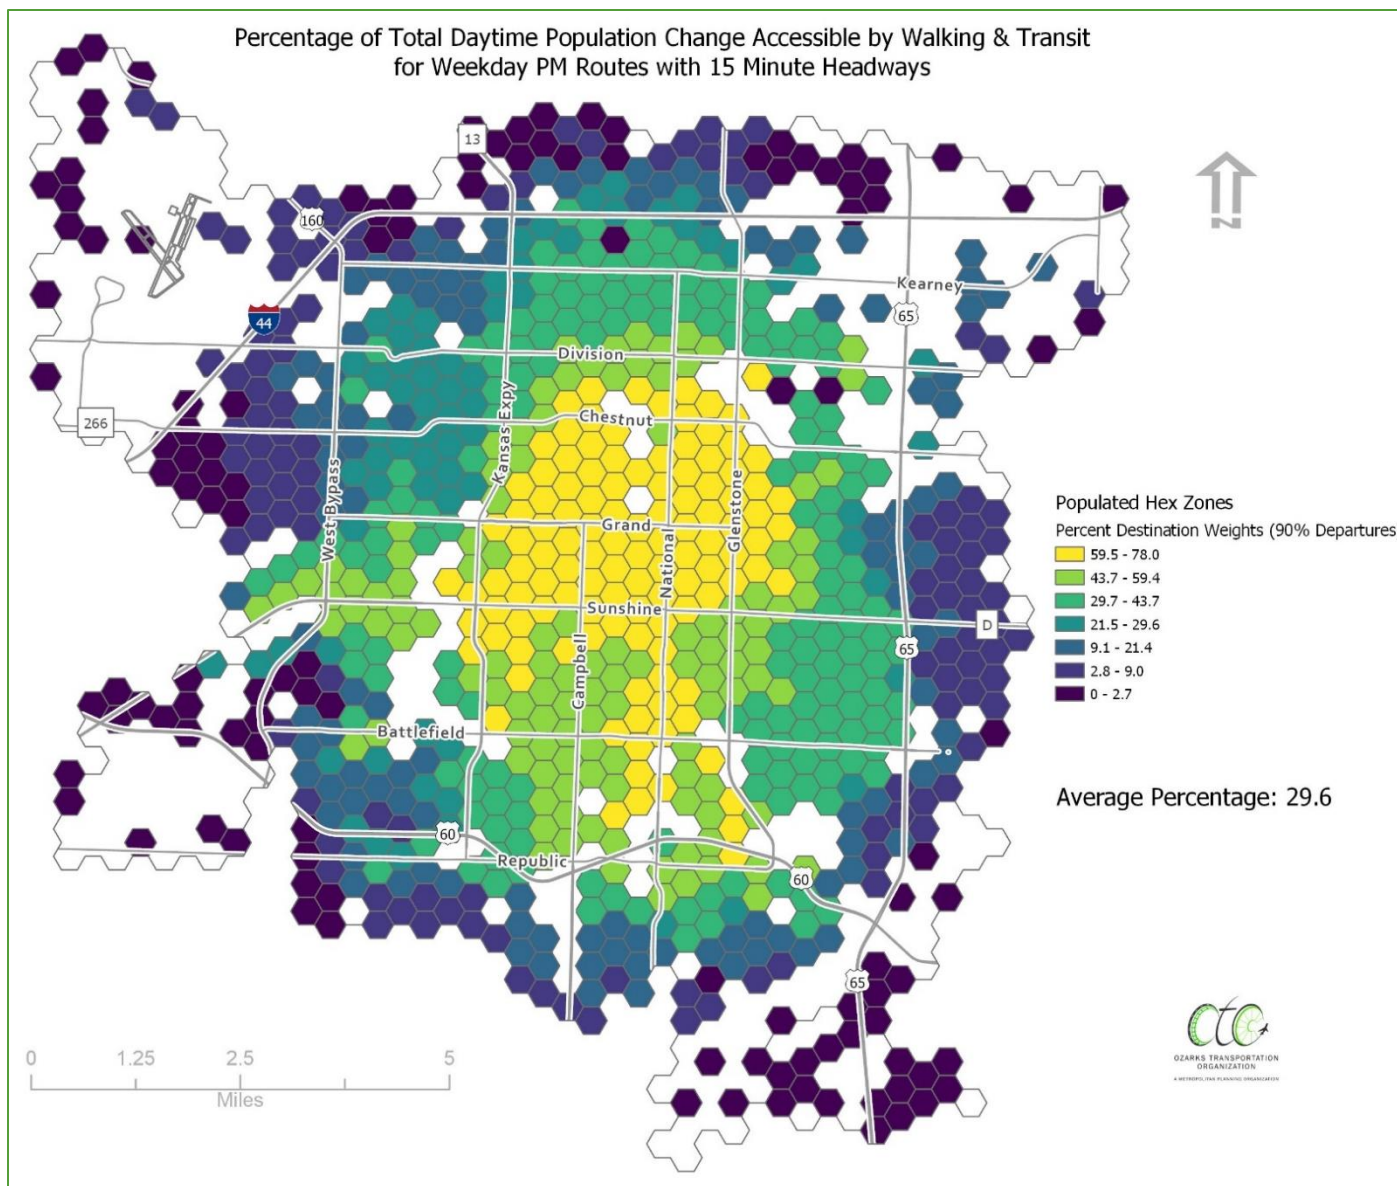 Percentage of Total Daytime Population Change Accessible by Walking & Transit
for Weekday PM Routes with 15 Minute Headways
13
N
160
Kearney
65
44
Division
Kansas Expy
Chestnut
266
West Bypass
Glenstone
Grand
National
Sunshine
D
65
Campbell
Battlefield
60
Republic
60
65
Populated Hex Zones
Percent Destination Weights (90% Departures
59.5 - 78.0
43.7 - 59.4
29.7 - 43.7
21.5 - 29.6
9.1 - 21.4
2.8 - 9.0
0 - 2.7
Average Percentage: 29.6
0 1.25 2.5 5
Miles
cto
OZARKS TRANSPORTATION
ORGANIZATION
A METROPOLITAN PLANNING ORGANIZATION